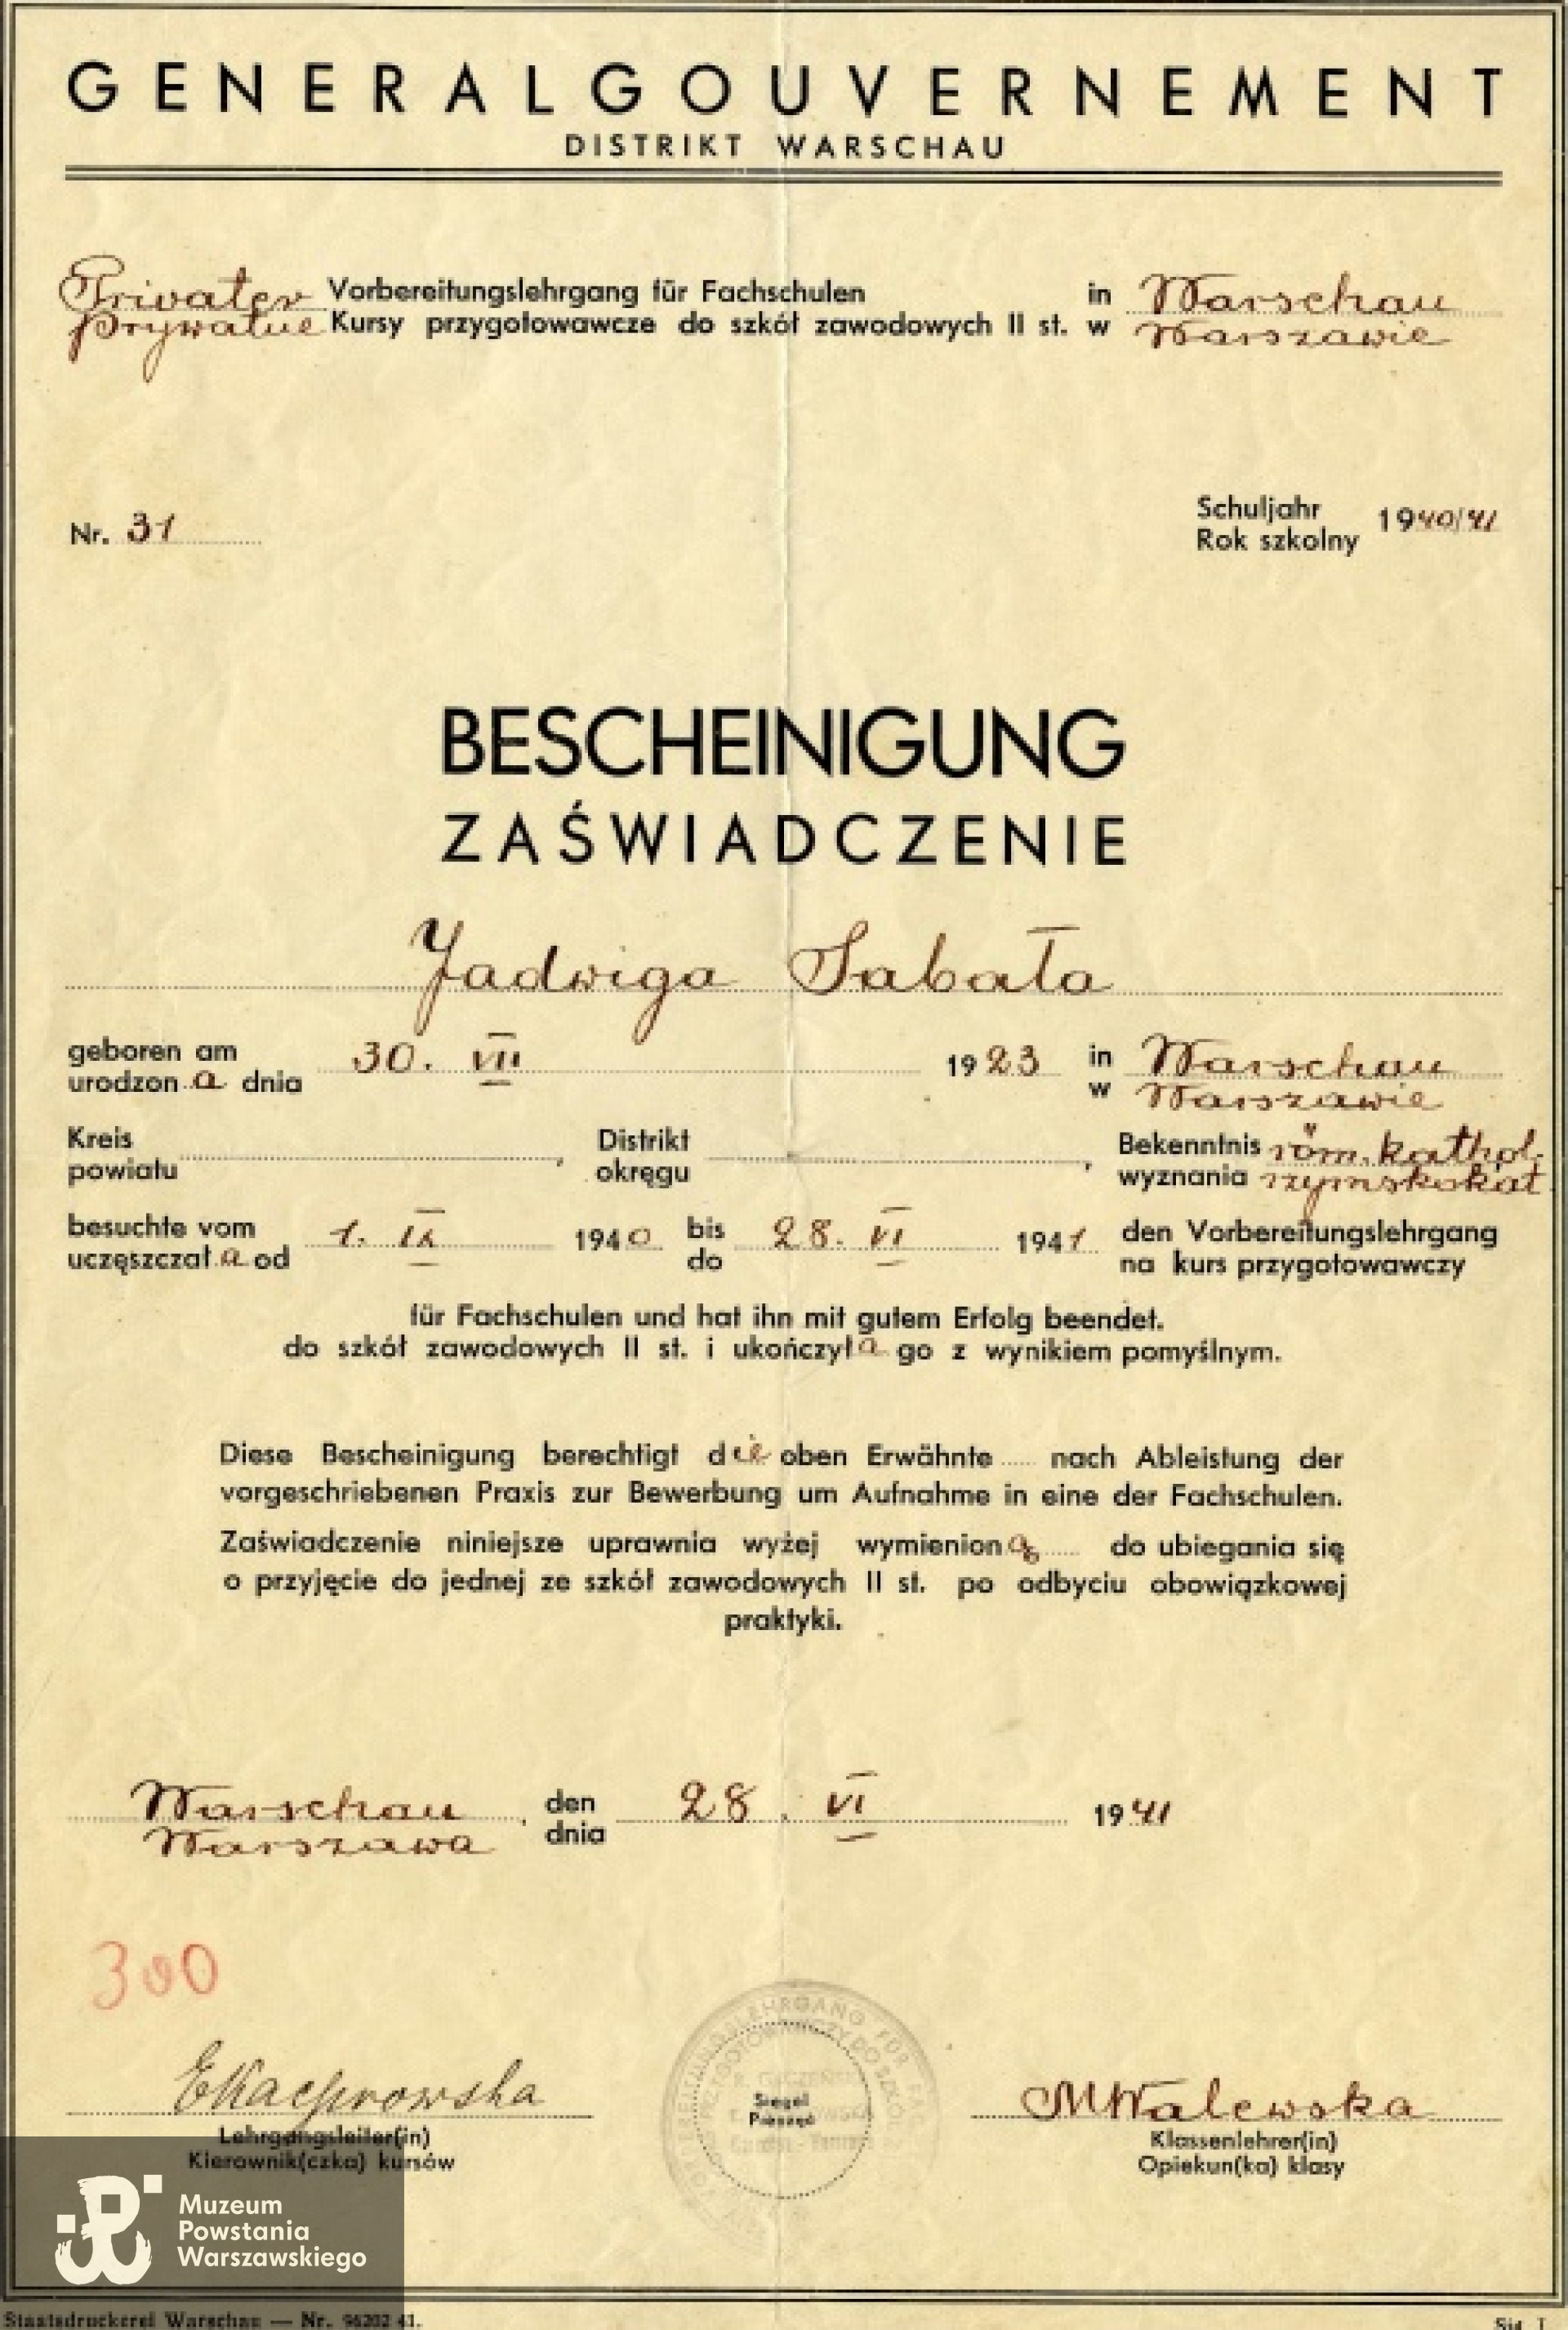 GENERALGOUVERNEMENT
DISTRIKT WARSCHAU
Privater Vorbereitungslehrgang für Fachschulen in Warschau
Prywatne Kursy przygotowawcze do szkół zawodowych II st. w Warszawie
Nr. 31
Schuljahr 1940/41
Rok szkolny
BESCHEINIGUNG
ZAŚWIADCZENIE
Jadwiga Sabała
geboren am 30. VII 1923 in Warschau
urodzona dnia w Warszawie
Kreis , Distrikt , Bekenntnis röm. kathol.
powiatu okręgu wyznania rzymskokat
besuchte vom 1. IX 1940 bis 28. VI 1941 den Vorbereitungslehrgang
uczęszczała od do na kurs przygotowawczy
für Fachschulen und hat ihn mit gutem Erfolg beendet.
do szkół zawodowych II st. i ukończyła go z wynikiem pomyślnym.
Diese Bescheinigung berechtigt die oben Erwähnte nach Ableistung der
vorgeschriebenen Praxis zur Bewerbung um Aufnahme in eine der Fachschulen.
Zaświadczenie niniejsze uprawnia wyżej wymienioną do ubiegania się
o przyjęcie do jednej ze szkół zawodowych II st. po odbyciu obowiązkowej
praktyki.
Warschau, den 28. VI 1941
Warszawa dnia
300
EKacprowska
Lehrgangsleiter(in)
Kierownik(czka) kursów
Siegel
Pieczęć
MWalewska
Klassenlehrer(in)
Opiekun(ka) klasy
Muzeum
Powstania
Warszawskiego
Staatsdruckerei Warschau — Nr. 96202 41.